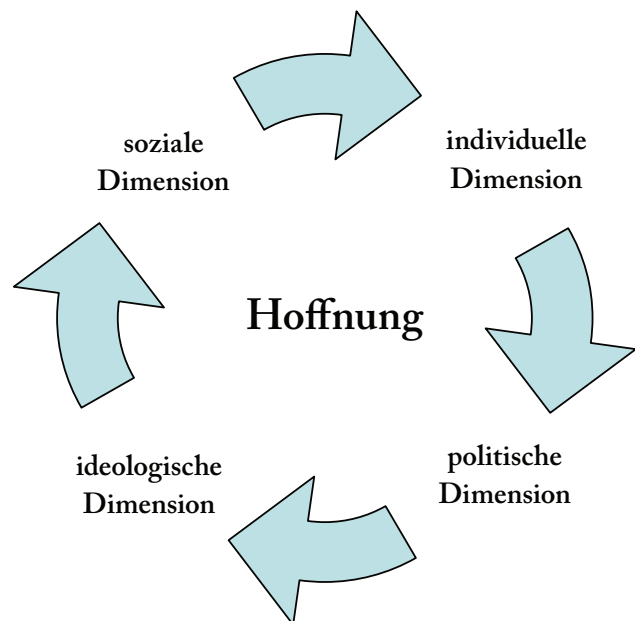 soziale
Dimension
individuelle
Dimension
Hoffnung
ideologische
Dimension
politische
Dimension